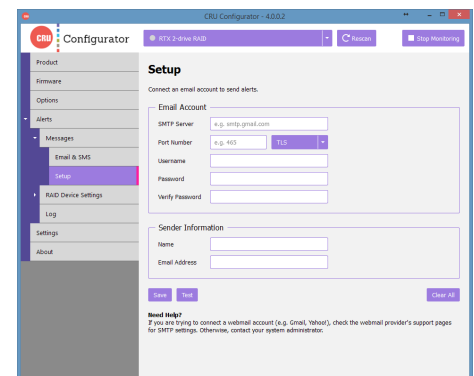 CRU Configurator - 4.0.0.2
CRU Configurator
RTX 2-drive RAID
Rescan
Stop Monitoring
Product
Firmware
Options
Alerts
Messages
Email & SMS
Setup
RAID Device Settings
Log
Settings
About
Setup
Connect an email account to send alerts.
Email Account
SMTP Server e.g. smtp.gmail.com
Port Number e.g. 465 TLS
Username
Password
Verify Password
Sender Information
Name
Email Address
Save Test Clear All
Need Help?
If you are trying to connect a webmail account (e.g. Gmail, Yahoo!), check the webmail provider's support pages
for SMTP settings. Otherwise, contact your system administrator.